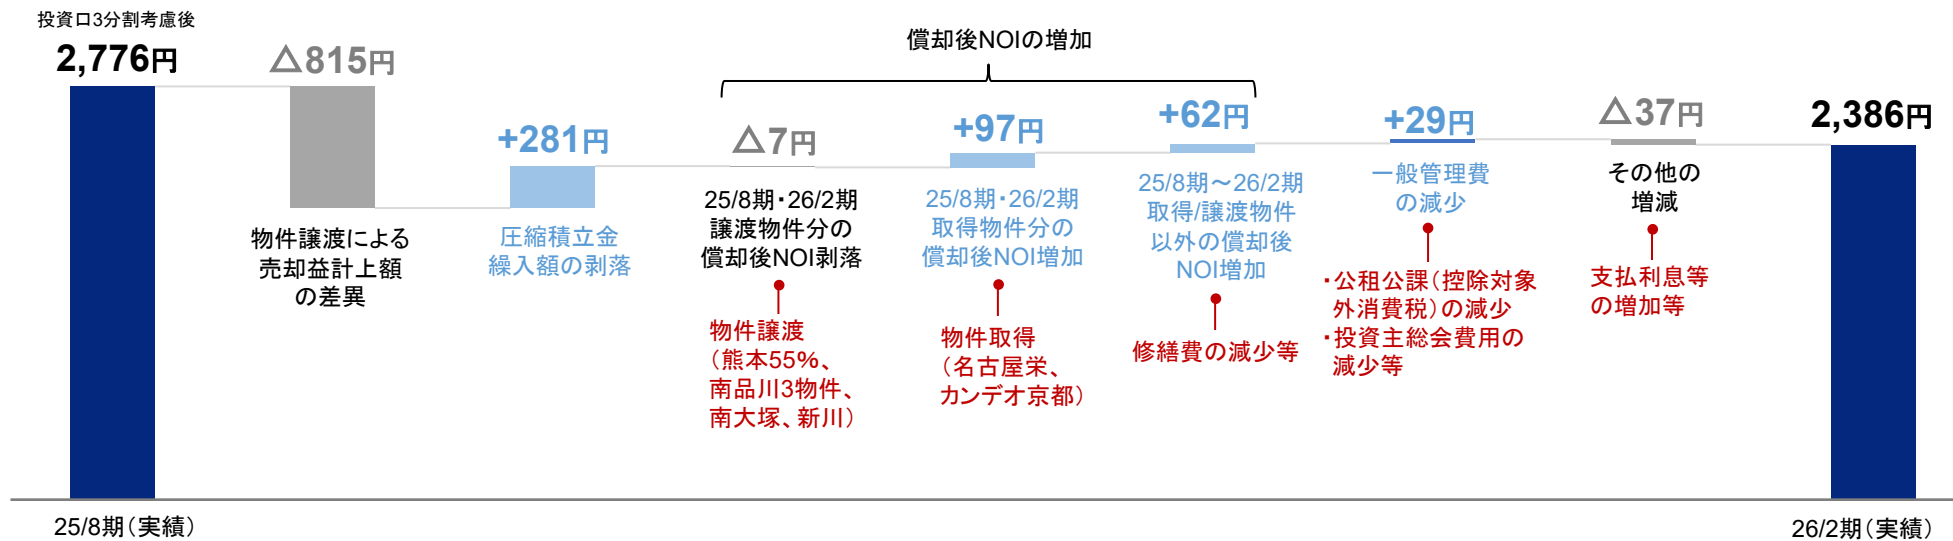 投資口3分割考慮後
2,776円
△815円
物件譲渡による
売却益計上額
の差異
+281円
圧縮積立金
繰入額の剥落
償却後NOIの増加
△7円
25/8期・26/2期
譲渡物件分の
償却後NOI剥落
物件譲渡
（熊本55%、
南品川3物件、
南大塚、新川）
+97円
25/8期・26/2期
取得物件分の
償却後NOI増加
物件取得
（名古屋栄、
カンデオ京都）
+62円
25/8期～26/2期
取得/譲渡物件
以外の償却後
NOI増加
修繕費の減少等
+29円
一般管理費
の減少
・公租公課（控除対象
外消費税）の減少
・投資主総会費用の
減少等
△37円
その他の
増減
支払利息等
の増加等
2,386円
25/8期（実績）
26/2期（実績）